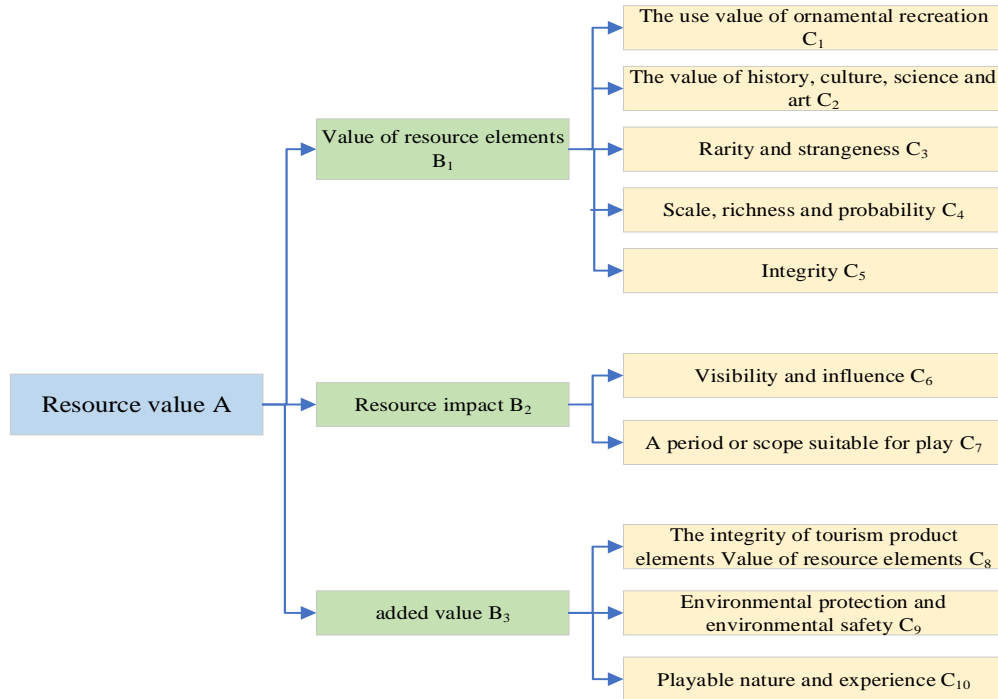 The use value of ornamental recreation
C₁
The value of history, culture, science and
art C₂
Value of resource elements
B₁
Rarity and strangeness C₃
Scale, richness and probability C₄
Integrity C₅
Resource value A
Resource impact B₂
Visibility and influence C₆
A period or scope suitable for play C₇
The integrity of tourism product
elements Value of resource elements C₈
added value B₃
Environmental protection and
environmental safety C₉
Playable nature and experience C₁₀